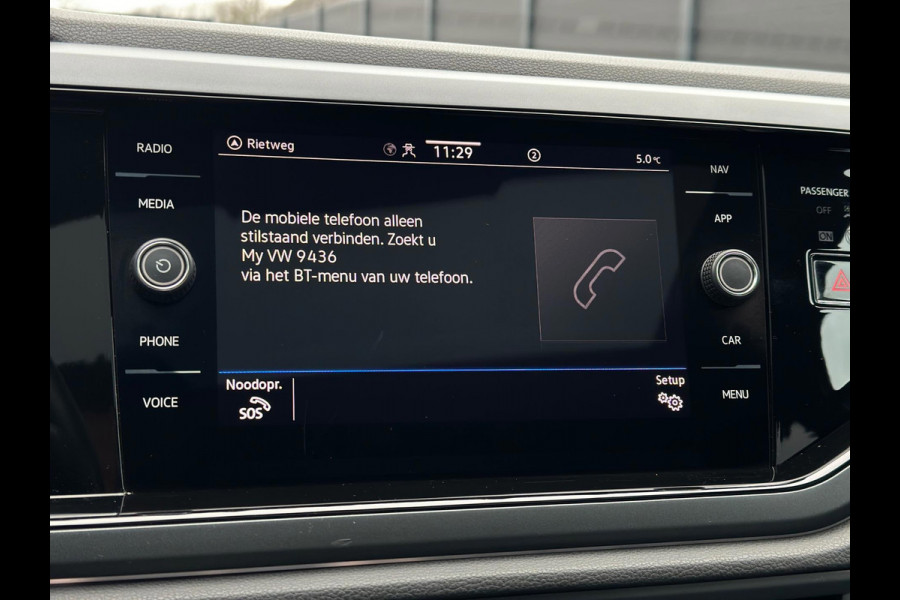 RADIO
MEDIA
PHONE
VOICE
Rietweg
11:29
2
5.0°C
De mobiele telefoon alleen
stilstaand verbinden. Zoekt u
My VW 9436
via het BT-menu van uw telefoon.
Noodopr.
SOS
Setup
NAV
APP
CAR
MENU
PASSENGER
OFF
ON